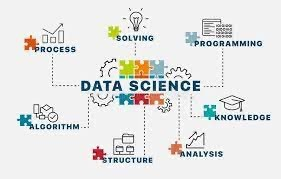 SOLVING
PROCESS
PROGRAMMING
DATA SCIENCE
ALGORITHM
KNOWLEDGE
STRUCTURE
ANALYSIS